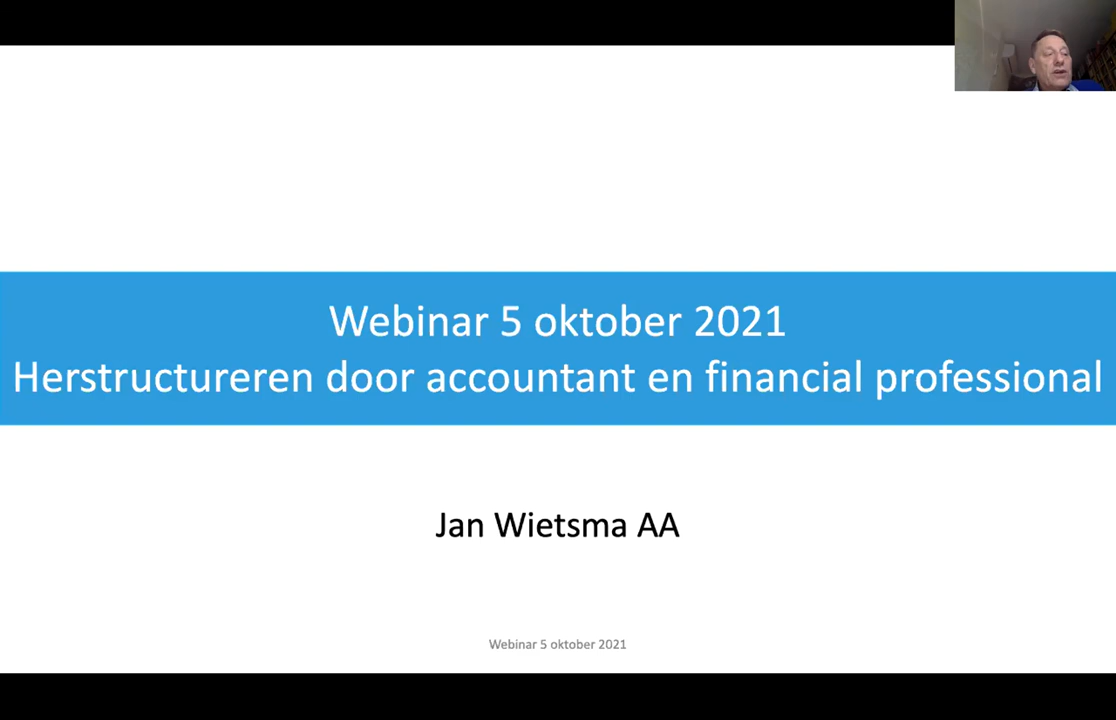 Webinar 5 oktober 2021
Herstructureren door accountant en financial professional
Jan Wietsma AA
Webinar 5 oktober 2021